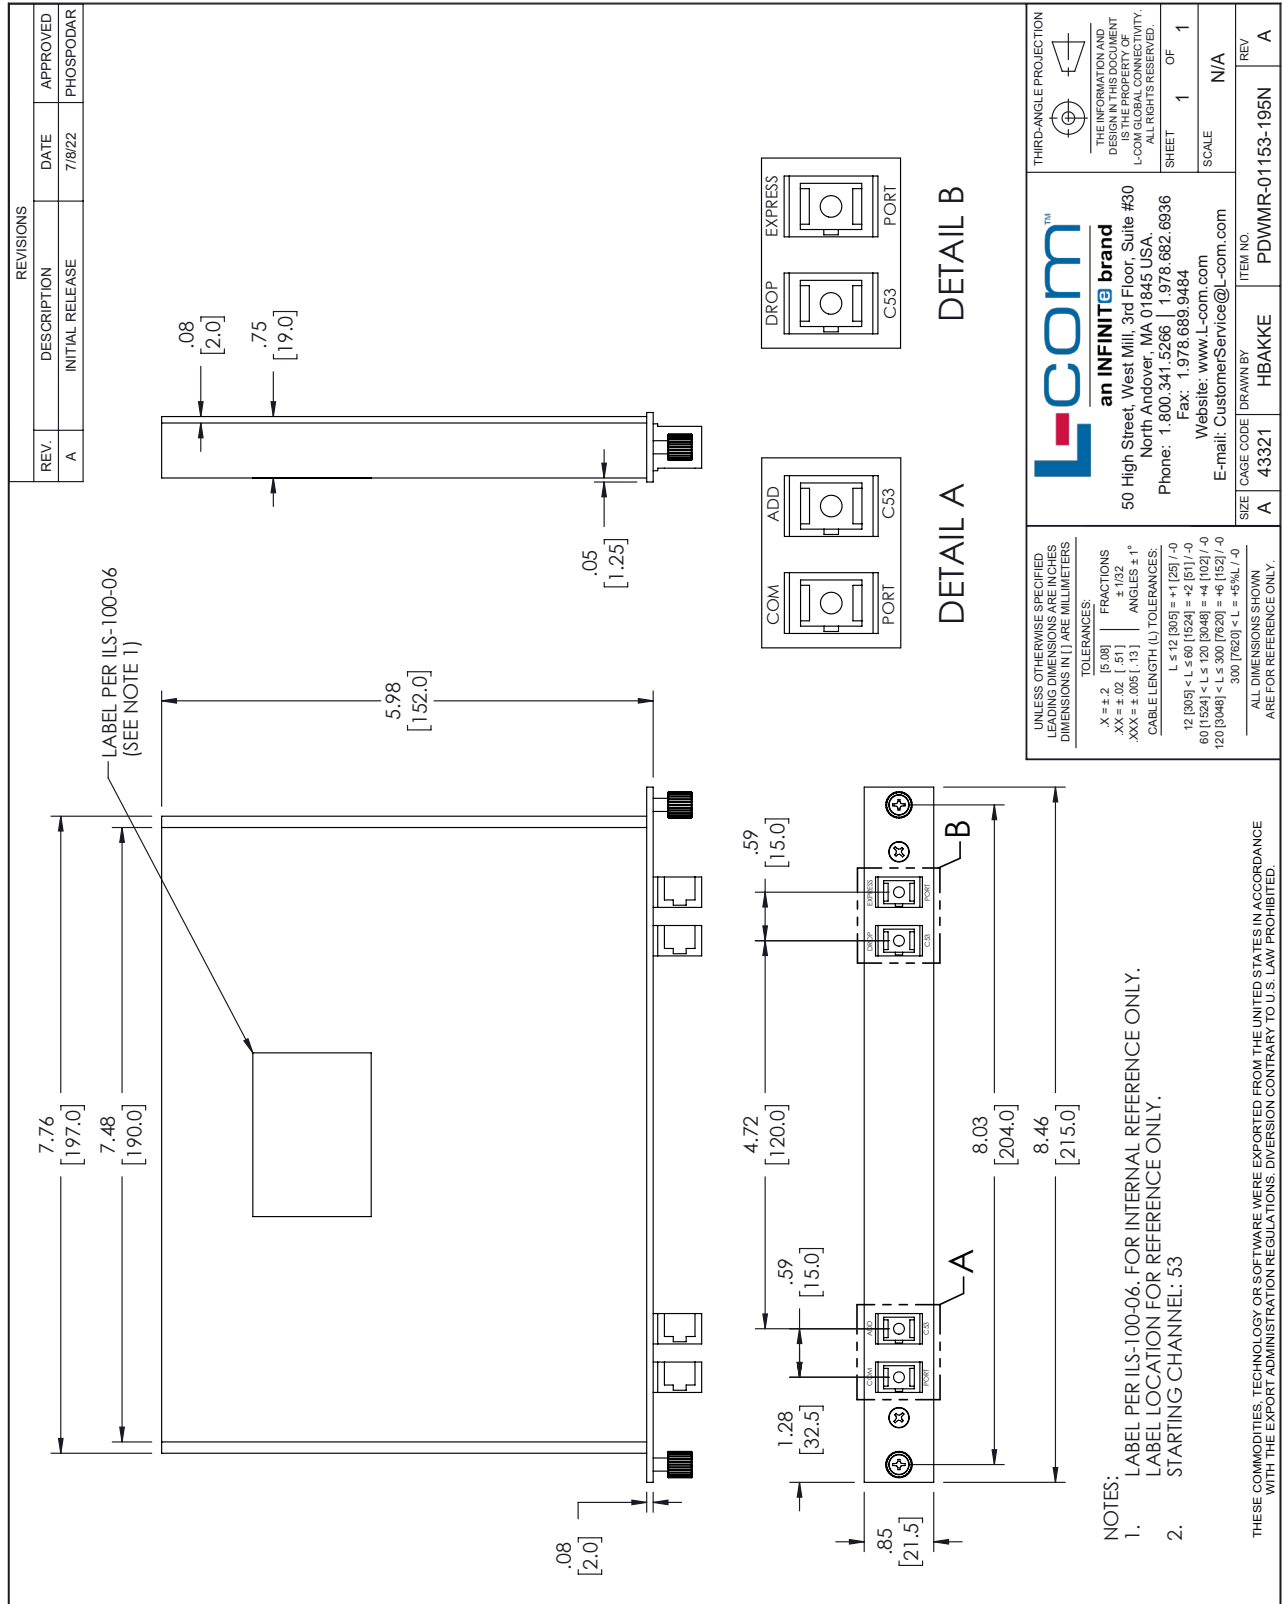 REVISIONS
REV. DESCRIPTION DATE APPROVED
A INITIAL RELEASE 7/8/22 PHOSPODAR
7.76
[197.0]
7.48
[190.0]
LABEL PER ILS-100-06
(SEE NOTE 1)
5.98
[152.0]
.08
[2.0]
.08
[2.0]
.75
[19.0]
.05
[1.25]
1.28
[32.5]
.59
[15.0]
4.72
[120.0]
.59
[15.0]
.85
[21.5]
COM
PORT
ADD
C53
DROP
C53
EXPRESS
PORT
A
B
8.03
[204.0]
8.46
[215.0]
COM ADD
PORT C53
DETAIL A
DROP EXPRESS
C53 PORT
DETAIL B
NOTES:
1. LABEL PER ILS-100-06. FOR INTERNAL REFERENCE ONLY.
LABEL LOCATION FOR REFERENCE ONLY.
2. STARTING CHANNEL: 53
THESE COMMODITIES, TECHNOLOGY OR SOFTWARE WERE EXPORTED FROM THE UNITED STATES IN ACCORDANCE
WITH THE EXPORT ADMINISTRATION REGULATIONS. DIVERSION CONTRARY TO U.S. LAW PROHIBITED.
UNLESS OTHERWISE SPECIFIED
LEADING DIMENSIONS ARE INCHES
DIMENSIONS IN [ ] ARE MILLIMETERS
TOLERANCES:
.X = ± .2 [5.08] FRACTIONS
.XX = ± .02 [ .51 ] ± 1/32
.XXX = ± .005 [ .13 ] ANGLES ± 1°
CABLE LENGTH (L) TOLERANCES:
L ≤ 12 [305] = +1 [25] / -0
12 [305] < L ≤ 60 [1524] = +2 [51] / -0
60 [1524] < L ≤ 120 [3048] = +4 [102] / -0
120 [3048] < L ≤ 300 [7620] = +6 [152] / -0
300 [7620] < L = +5%L / -0
ALL DIMENSIONS SHOWN
ARE FOR REFERENCE ONLY.
L-com™
an INFINITe brand
50 High Street, West Mill, 3rd Floor, Suite #30
North Andover, MA 01845 USA.
Phone: 1.800.341.5266 | 1.978.682.6936
Fax: 1.978.689.9484
Website: www.L-com.com
E-mail: CustomerService@L-com.com
THIRD-ANGLE PROJECTION
THE INFORMATION AND
DESIGN IN THIS DOCUMENT
IS THE PROPERTY OF
L-COM GLOBAL CONNECTIVITY.
ALL RIGHTS RESERVED.
SHEET 1 OF 1
SCALE N/A
SIZE A
CAGE CODE 43321
DRAWN BY HBAKKE
ITEM NO. PDWMR-01153-195N
REV A